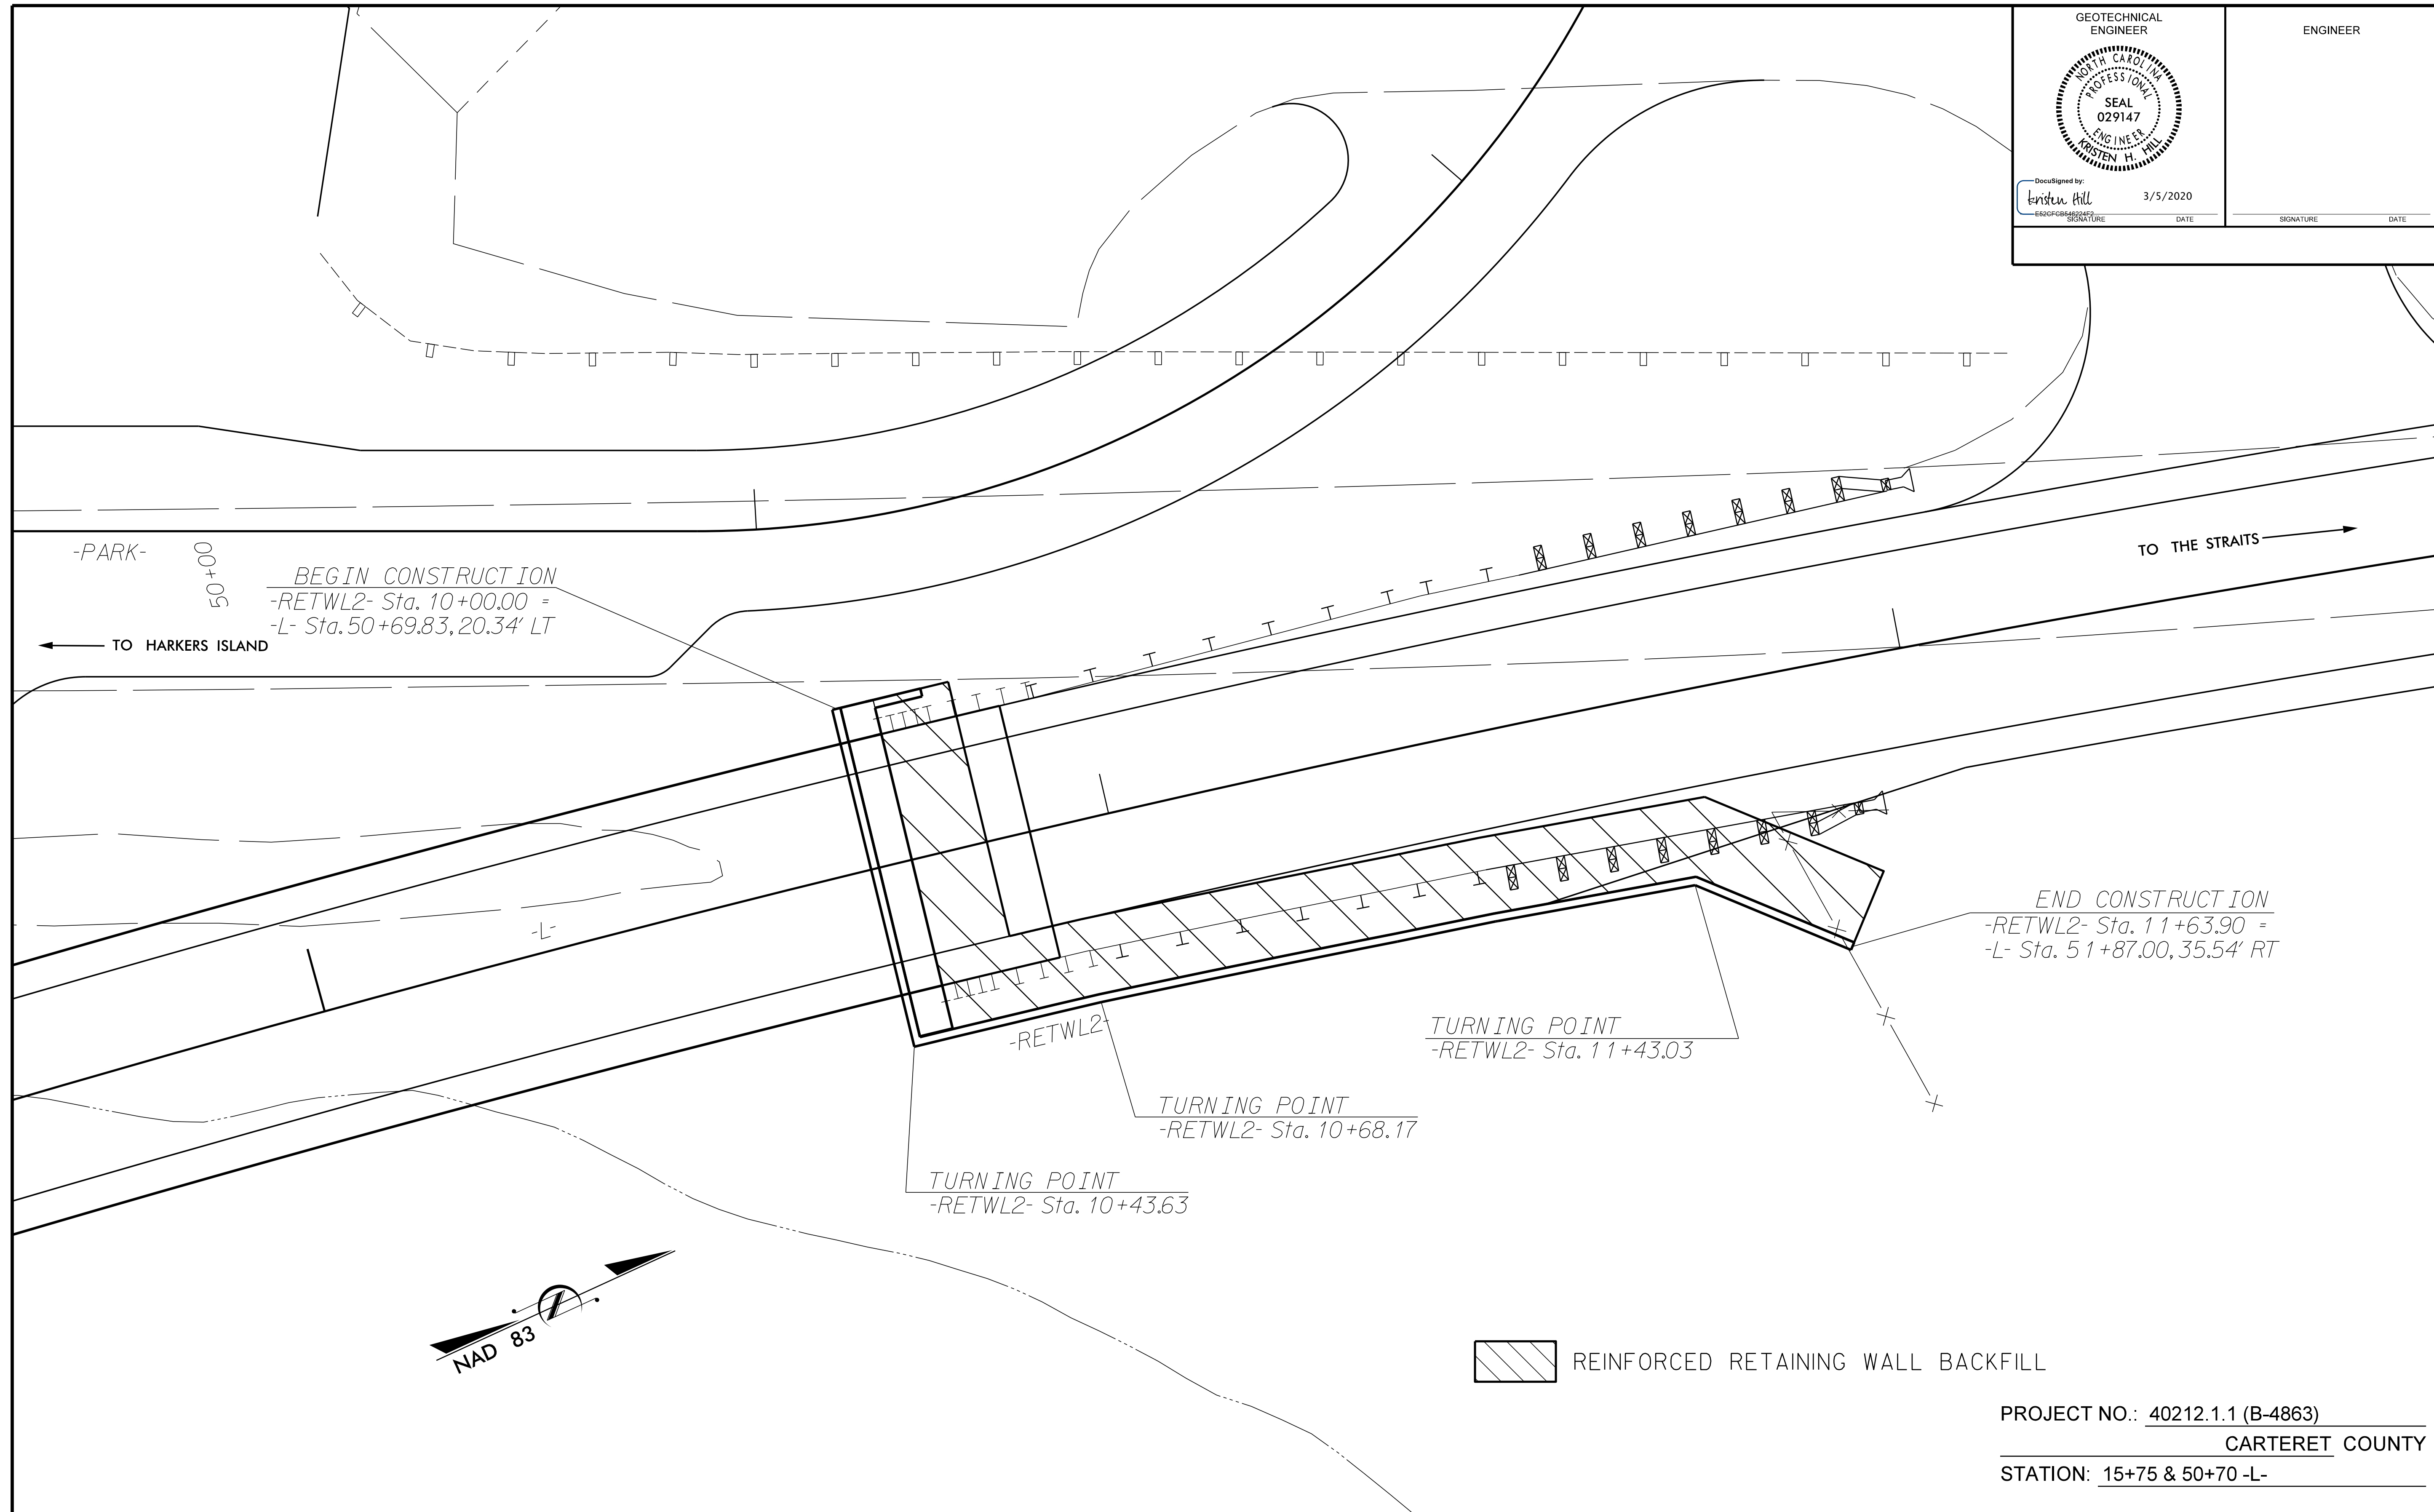 GEOTECHNICAL
ENGINEER
NORTH CAROLINA
PROFESSIONAL
SEAL
029147
ENGINEER
KRISTEN H. HILL
DocuSigned by:
Kristen Hill
3/5/2020
E52CFCB546224F2...
SIGNATURE DATE
ENGINEER
SIGNATURE DATE
-PARK-
50+00
BEGIN CONSTRUCTION
-RETWL2- Sta. 10+00.00 =
-L- Sta. 50+69.83, 20.34' LT
TO HARKERS ISLAND
TO THE STRAITS
-L-
END CONSTRUCTION
-RETWL2- Sta. 11+63.90 =
-L- Sta. 51+87.00, 35.54' RT
-RETWL2-
TURNING POINT
-RETWL2- Sta. 11+43.03
TURNING POINT
-RETWL2- Sta. 10+68.17
TURNING POINT
-RETWL2- Sta. 10+43.63
NAD 83
REINFORCED RETAINING WALL BACKFILL
PROJECT NO.: 40212.1.1 (B-4863)
CARTERET COUNTY
STATION: 15+75 & 50+70 -L-